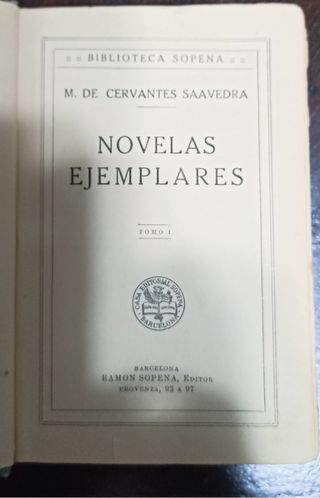 BIBLIOTECA SOPENA
M. DE CERVANTES SAAVEDRA
NOVELAS
EJEMPLARES
TOMO I
CASA EDITORIAL SOPENA
BARCELONA
BARCELONA
RAMON SOPENA, EDITOR
PROVENZA, 93 A 97